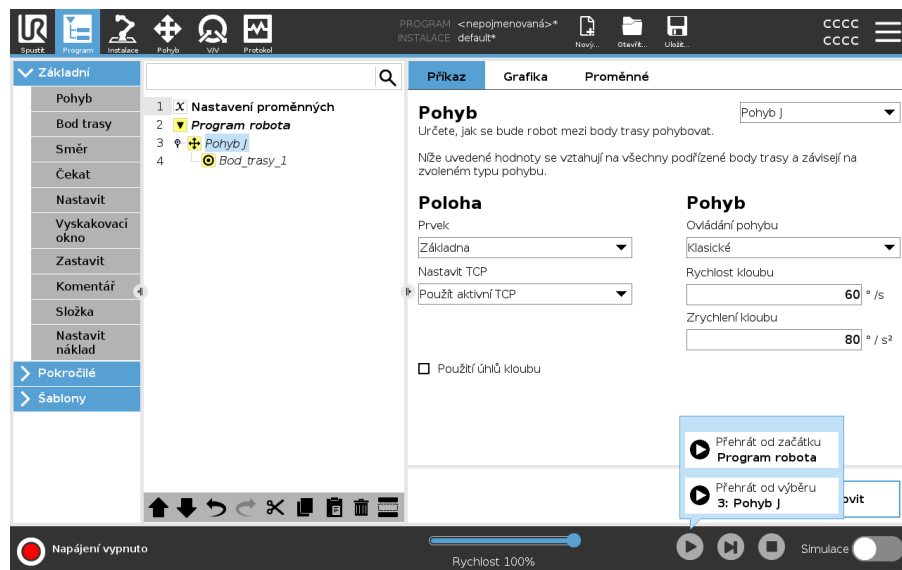 PROGRAM <nepojmenovaná>*
INSTALACE default*
Spustit
Program
Instalace
Pohyb
V/V
Protokol
Nový...
Otevřít...
Uložit...
CCCC
CCCC
Základní
Pohyb
Bod trasy
Směr
Čekat
Nastavit
Vyskakovací
okno
Zastavit
Komentář
Složka
Nastavit
náklad
Pokročilé
Šablony
1 X Nastavení proměnných
2 Program robota
3 Pohyb J
4 Bod_trasy_1
Příkaz Grafika Proměnné
Pohyb
Pohyb J
Určete, jak se bude robot mezi body trasy pohybovat.
Níže uvedené hodnoty se vztahují na všechny podřízené body trasy a závisejí na
zvoleném typu pohybu.
Poloha
Prvek
Základna
Nastavit TCP
Použít aktivní TCP
Použití úhlů kloubu
Pohyb
Ovládání pohybu
Klasické
Rychlost kloubu
60 ° /s
Zrychlení kloubu
80 ° / s²
Přehrát od začátku
Program robota
Přehrát od výběru
3: Pohyb J
ovit
Napájení vypnuto
Rychlost 100%
Simulace